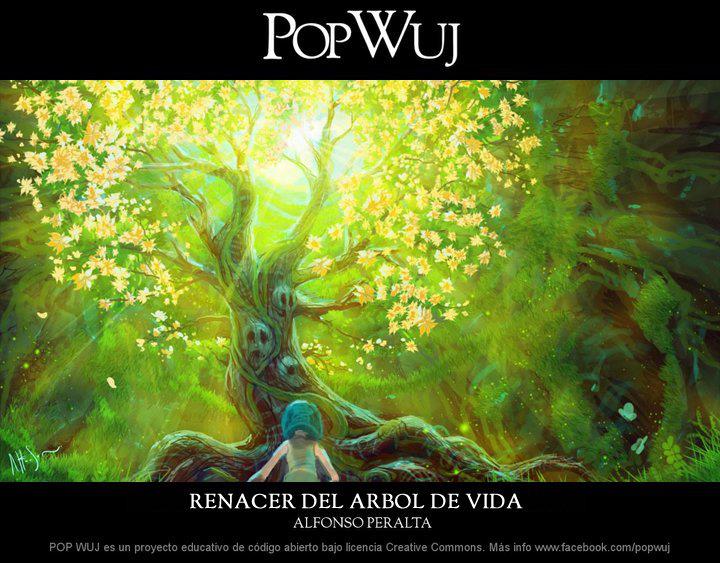 POPWUJ
RENACER DEL ARBOL DE VIDA
ALFONSO PERALTA
POP WUJ es un proyecto educativo de código abierto bajo licencia Creative Commons. Más info www.facebook.com/popwuj